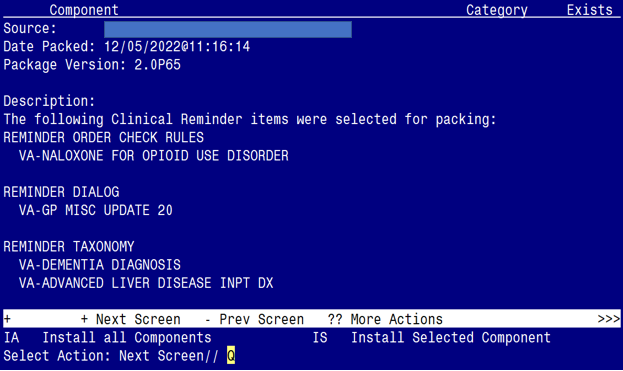 Component Category Exists
Source:
Date Packed: 12/05/2022@11:16:14
Package Version: 2.0P65
Description:
The following Clinical Reminder items were selected for packing:
REMINDER ORDER CHECK RULES
VA-NALOXONE FOR OPIOID USE DISORDER
REMINDER DIALOG
VA-GP MISC UPDATE 20
REMINDER TAXONOMY
VA-DEMENTIA DIAGNOSIS
VA-ADVANCED LIVER DISEASE INPT DX
+ + Next Screen - Prev Screen ?? More Actions >>>
IA Install all Components IS Install Selected Component
Select Action: Next Screen// Q